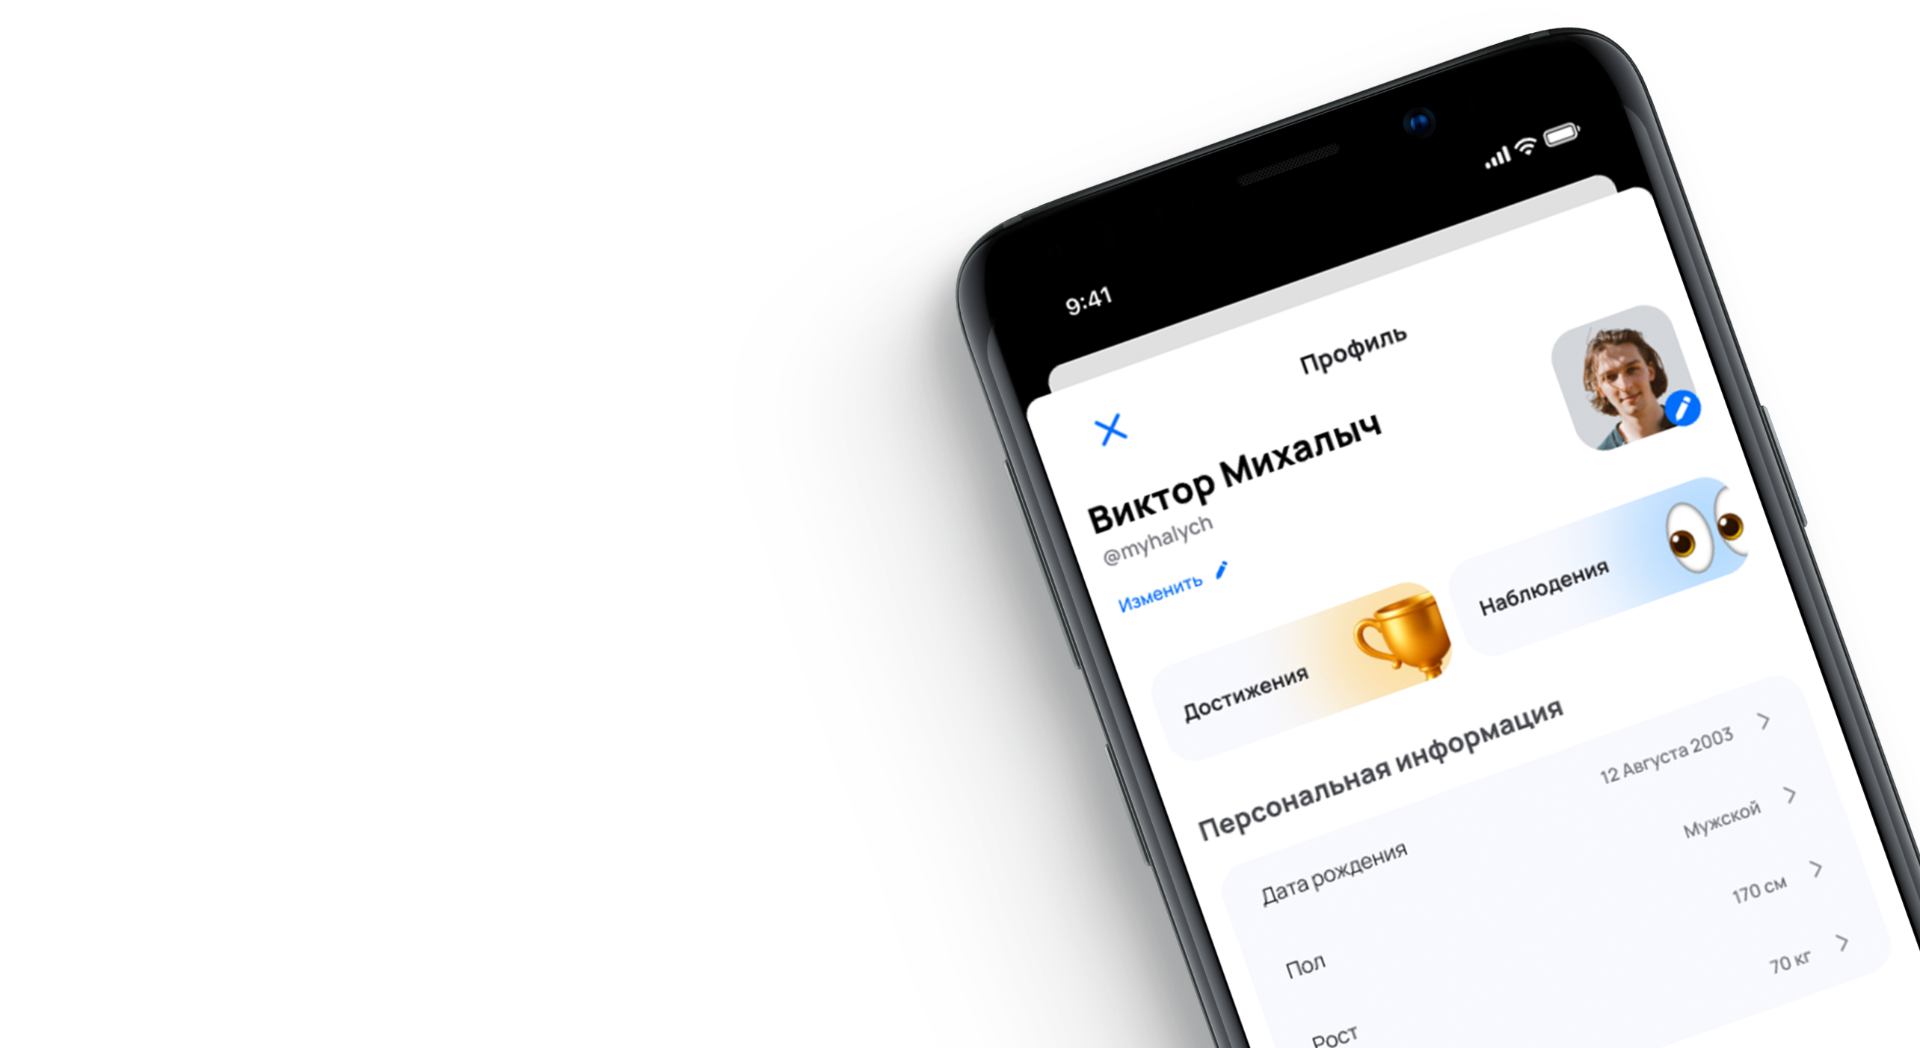 9:41
Профиль
Виктор Михалыч
@myhalych
Изменить
Достижения
Наблюдения
Персональная информация
Дата рождения
12 Августа 2003
Пол
Мужской
Рост
170 см
70 кг